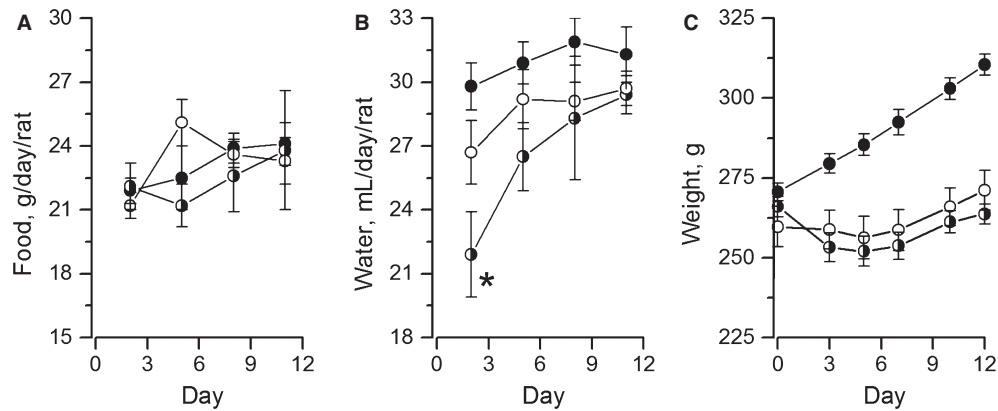 A
30
27
24
21
18
15
Food, g/day/rat
0 3 6 9 12
Day
B
33
30
27
24
21
18
Water, mL/day/rat
*
0 3 6 9 12
Day
C
325
300
275
250
225
Weight, g
0 3 6 9 12
Day